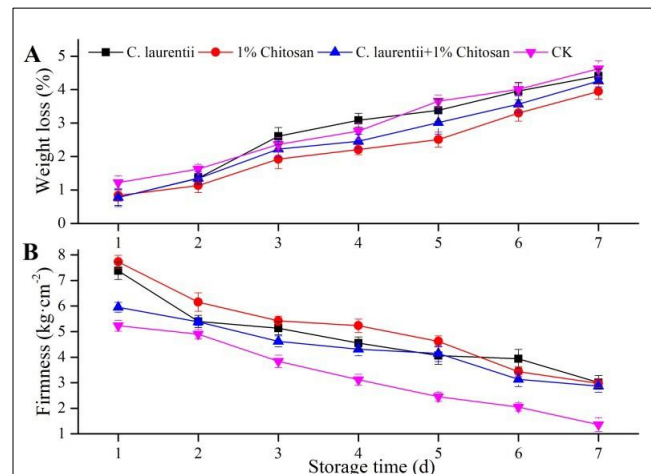 C. laurentii 1% Chitosan C. laurentii+1% Chitosan CK
A
Weight loss (%)
5
4
3
2
1
0
1 2 3 4 5 6 7
B
Firmness (kg·cm⁻²)
8
7
6
5
4
3
2
1
1 2 3 4 5 6 7
Storage time (d)